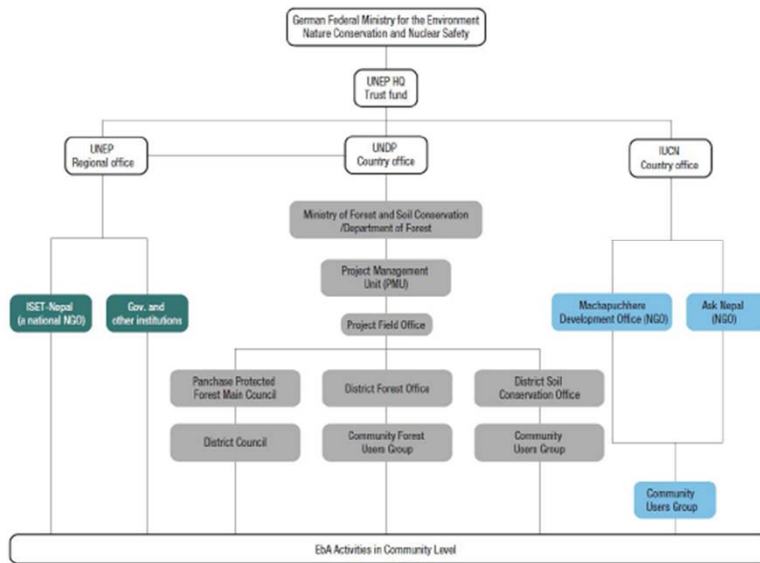 German Federal Ministry for the Environment
Nature Conservation and Nuclear Safety
UNEP HQ
Trust fund
UNEP
Regional office
UNDP
Country office
IUCN
Country office
Ministry of Forest and Soil Conservation
/Department of Forest
Project Management
Unit (PMU)
ISET-Nepal
(a national NGO)
Gov. and
other institutions
Machapuchhere
Development Office (NGO)
Ask Nepal
(NGO)
Project Field Office
Panchase Protected
Forest Main Council
District Forest Office
District Soil
Conservation Office
District Council
Community Forest
Users Group
Community
Users Group
Community
Users Group
EbA Activities in Community Level